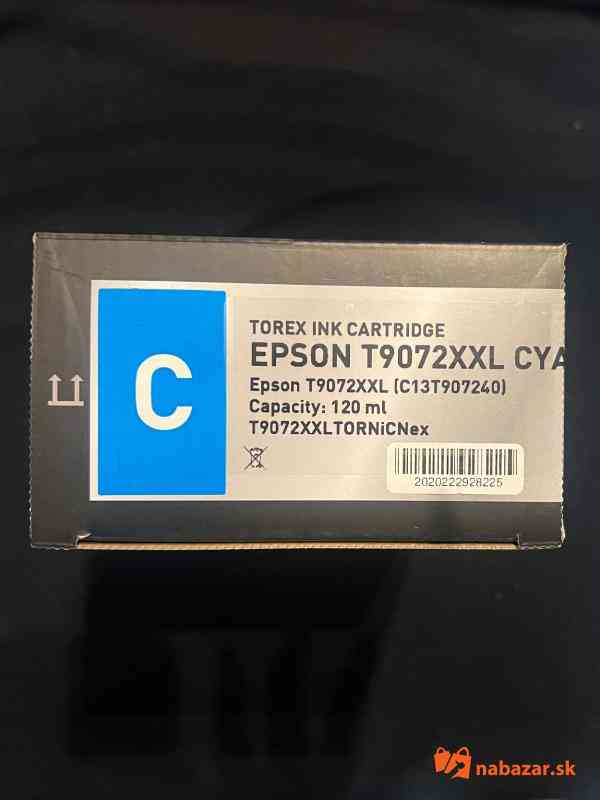 C
TOREX INK CARTRIDGE
EPSON T9072XXL CYA
Epson T9072XXL (C13T907240)
Capacity: 120 ml
T9072XXLTORNiCNex
2020222928225
nabazar.sk